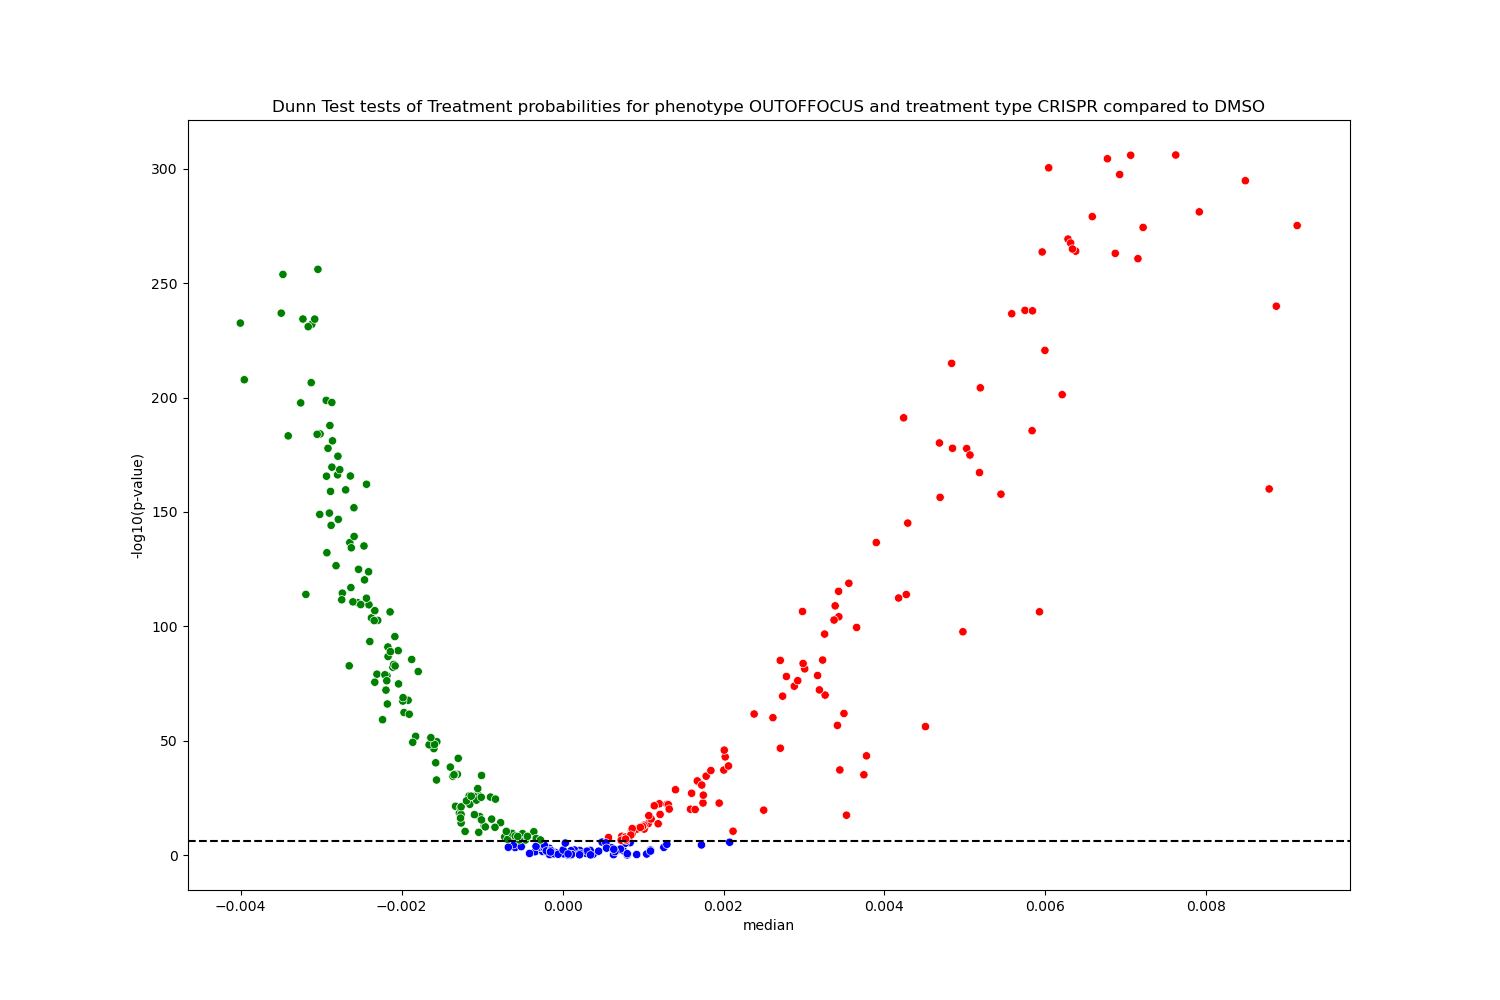 Dunn Test tests of Treatment probabilities for phenotype OUTOFFOCUS and treatment type CRISPR compared to DMSO
300
250
200
150
100
50
0
-log10(p-value)
−0.004 −0.002 0.000 0.002 0.004 0.006 0.008
median